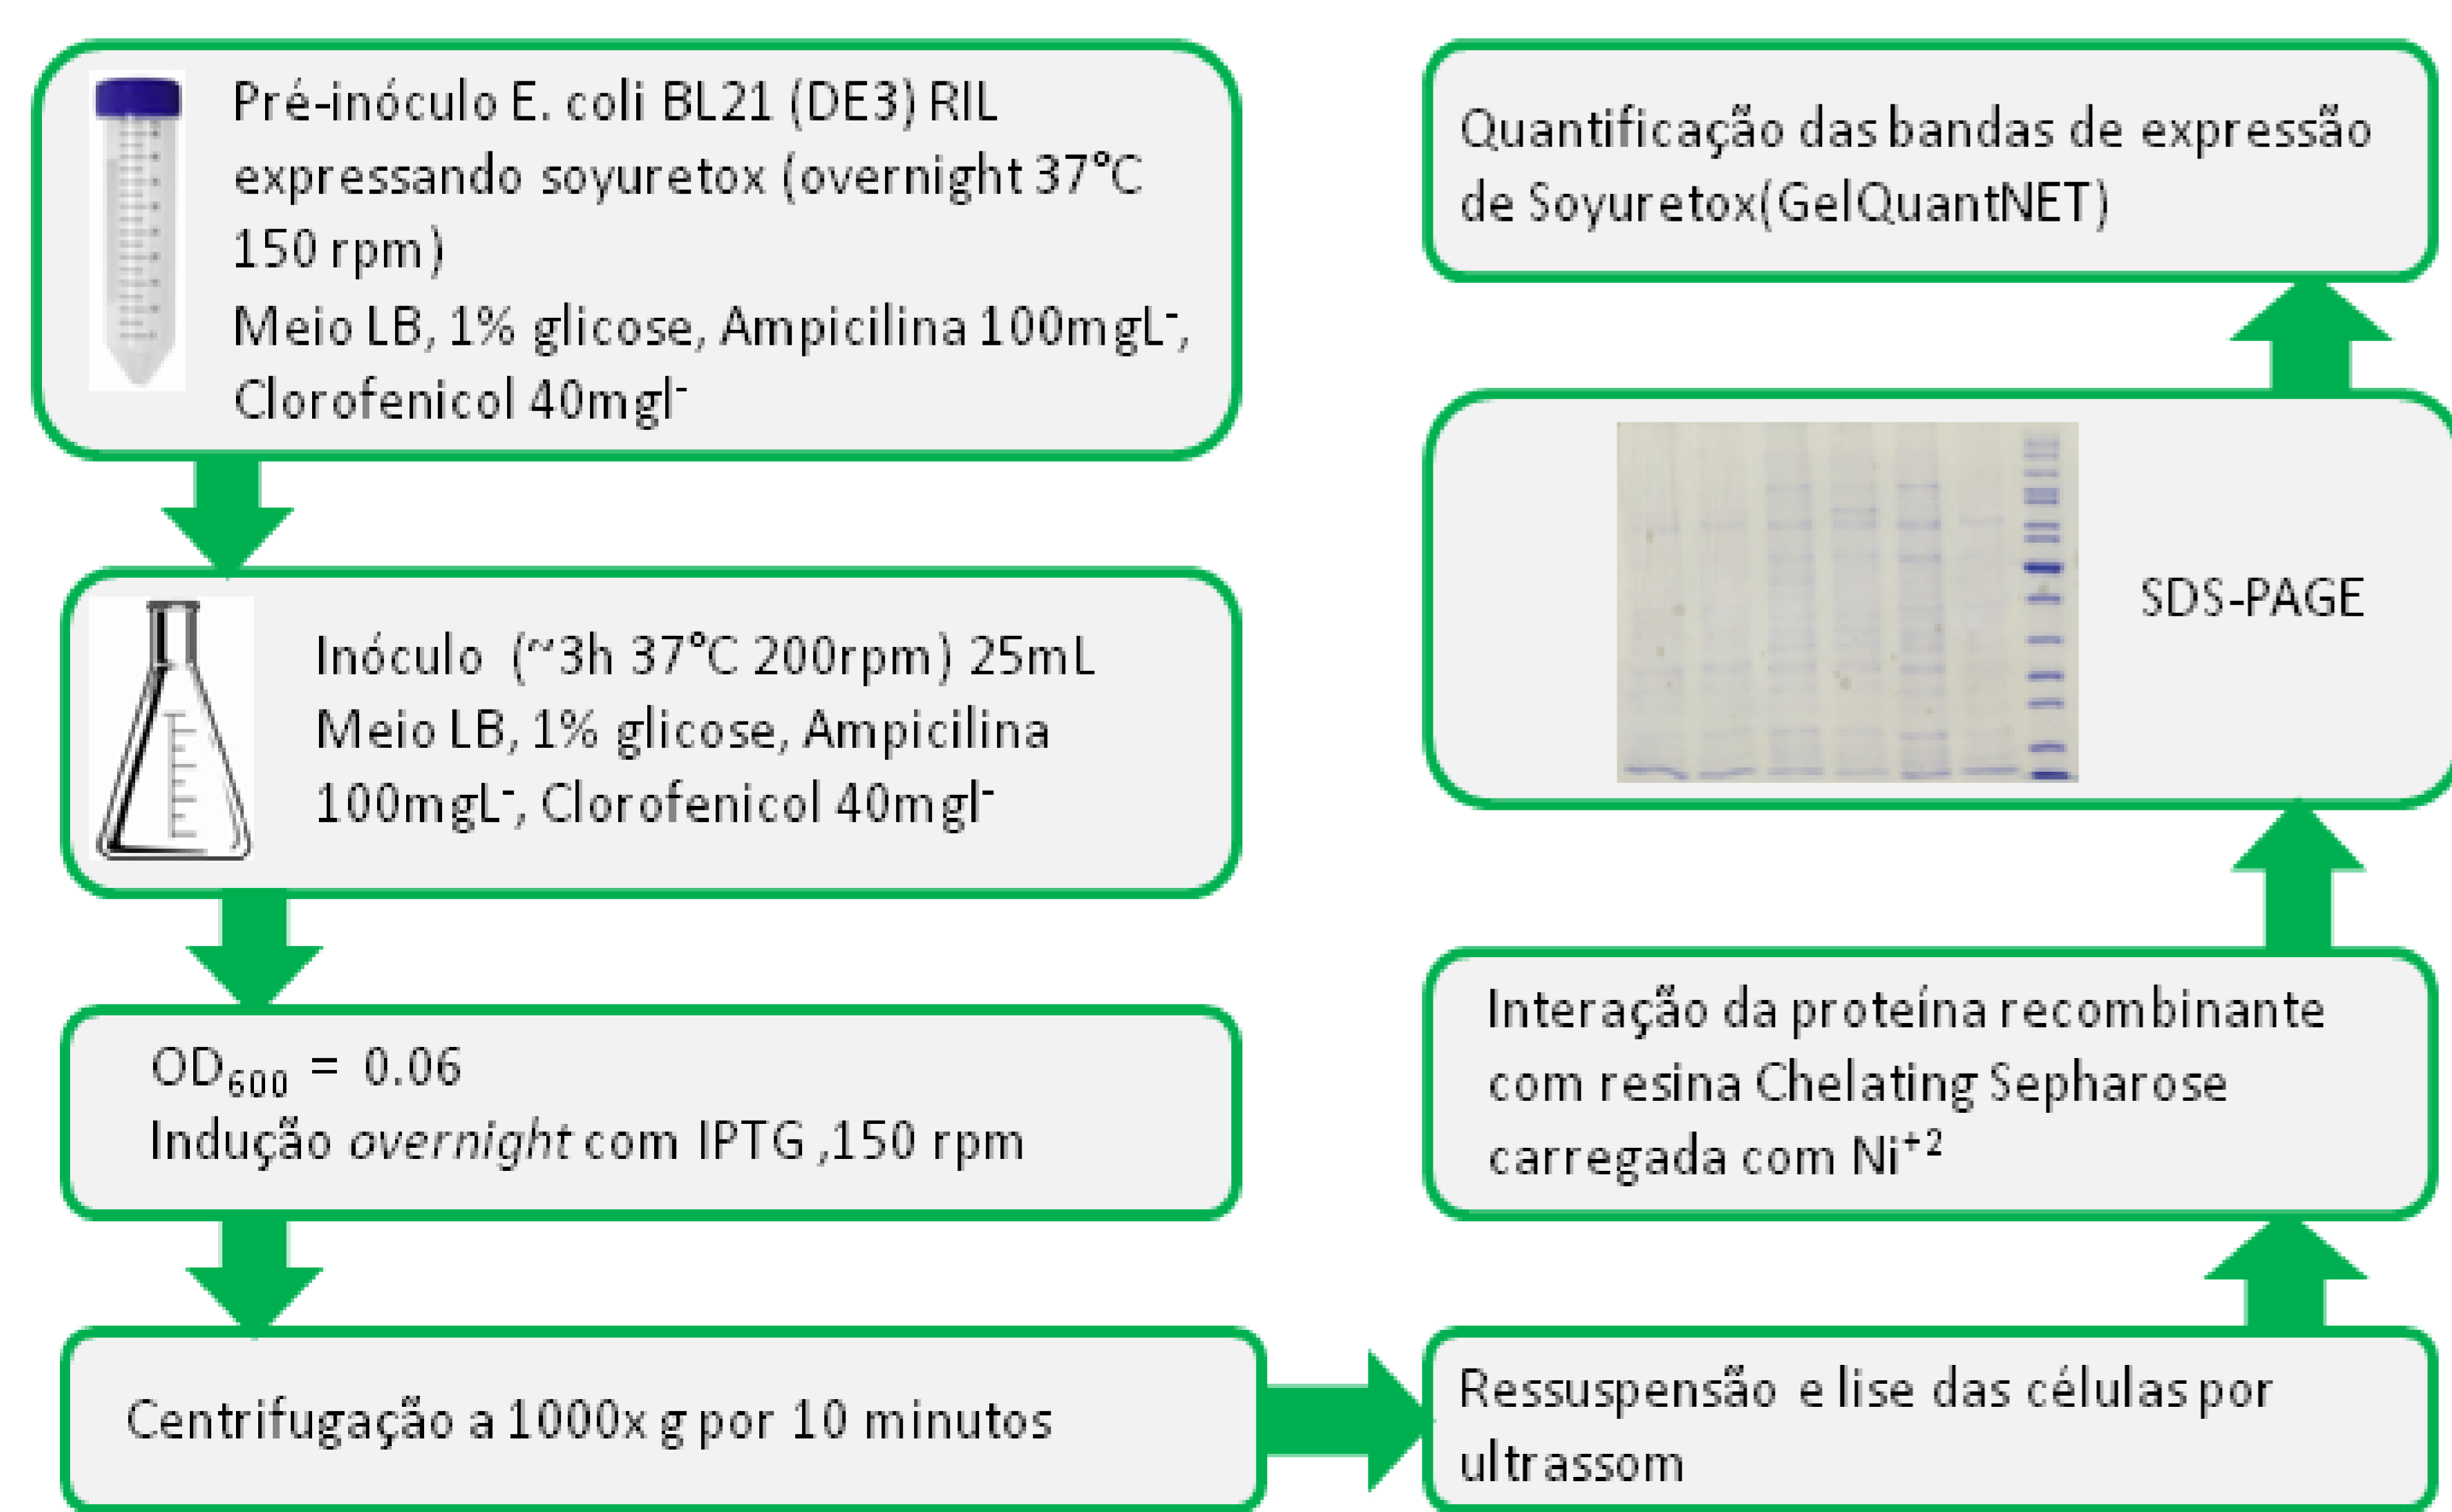 Pré-inóculo E. coli BL21 (DE3) RIL
expressando soyuretox (overnight 37°C
150 rpm)
Meio LB, 1% glicose, Ampicilina 100mgL⁻,
Clorofenicol 40mgl⁻
Inóculo (~3h 37°C 200rpm) 25mL
Meio LB, 1% glicose, Ampicilina
100mgL⁻, Clorofenicol 40mgl⁻
OD₆₀₀ = 0.06
Indução overnight com IPTG ,150 rpm
Centrifugação a 1000x g por 10 minutos
Ressuspensão e lise das células por
ultrassom
Interação da proteína recombinante
com resina Chelating Sepharose
carregada com Ni⁺²
SDS-PAGE
Quantificação das bandas de expressão
de Soyuretox(GelQuantNET)